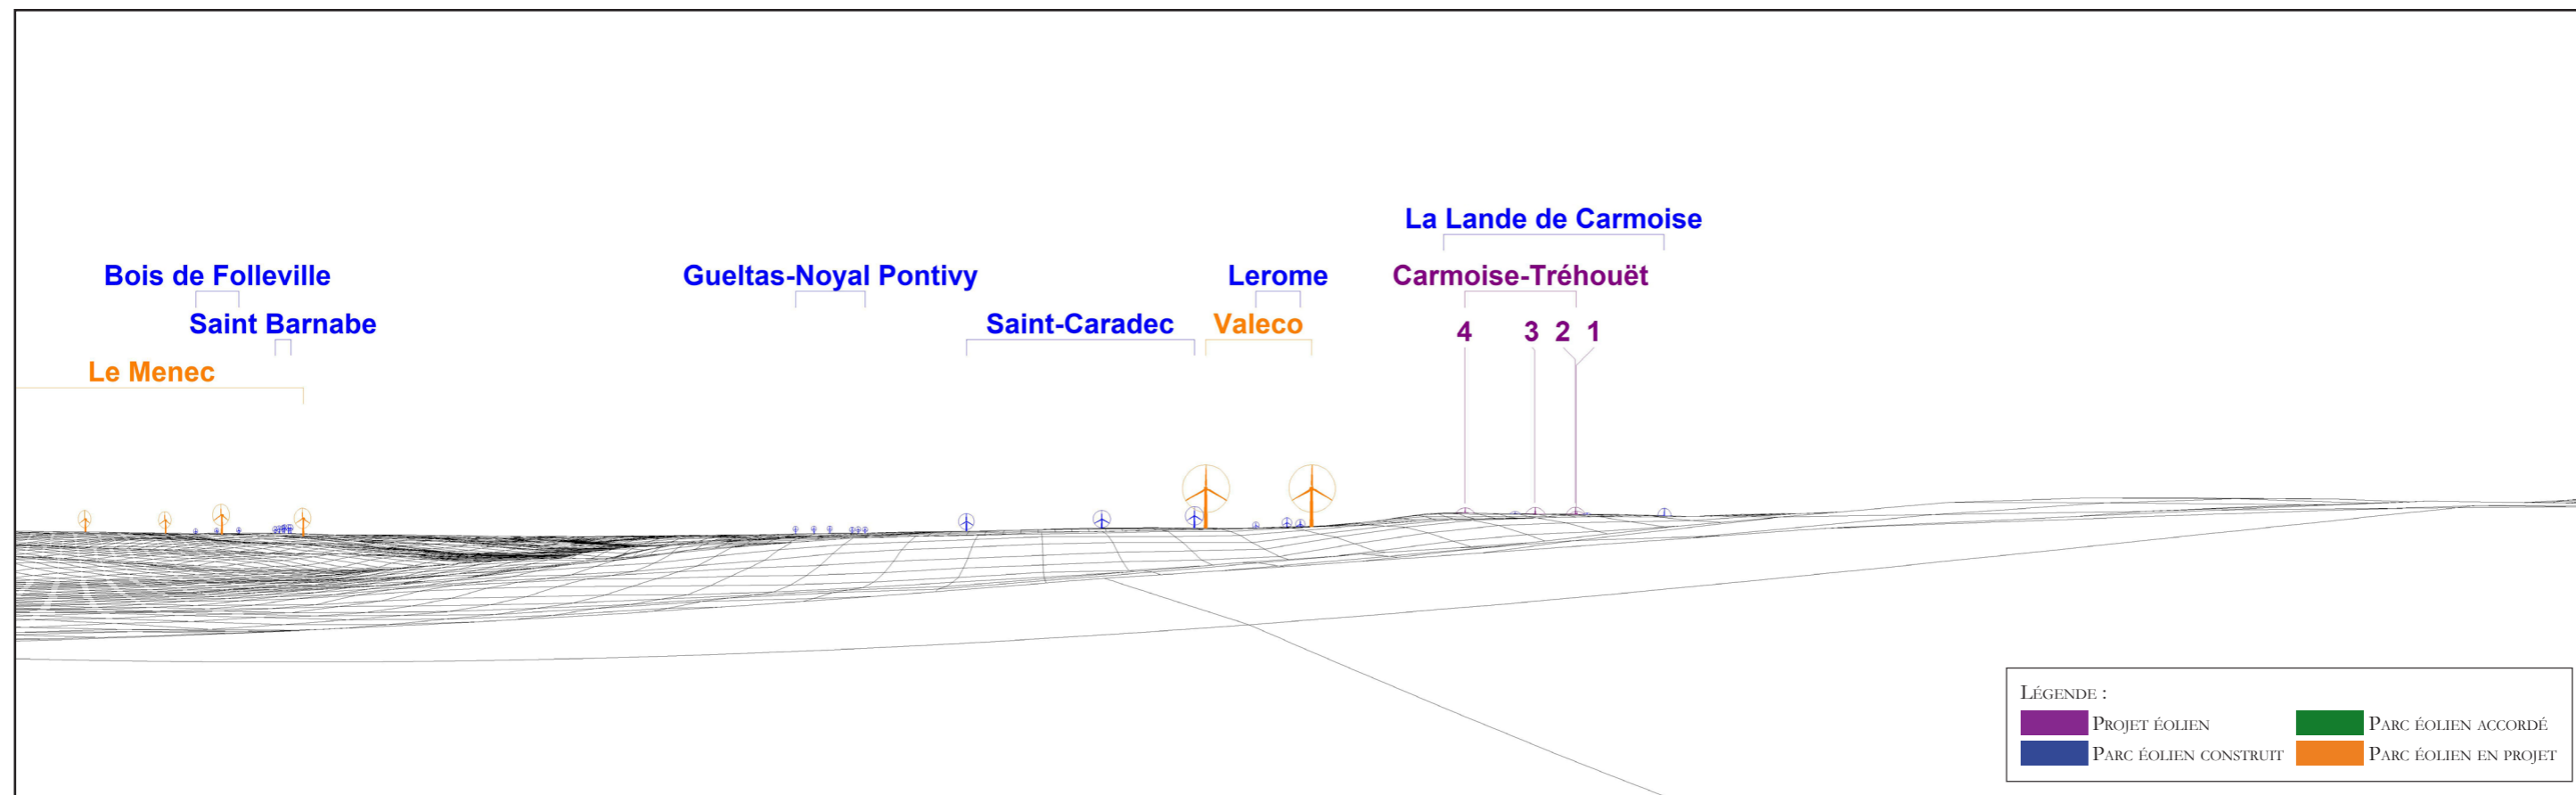 La Lande de Carmoise
Bois de Folleville
Gueltas-Noyal Pontivy
Lerome
Carmoise-Tréhouët
Saint Barnabe
Saint-Caradec
Valeco
4 3 2 1
Le Menec
Légende :
Projet éolien
Parc éolien accordé
Parc éolien construit
Parc éolien en projet